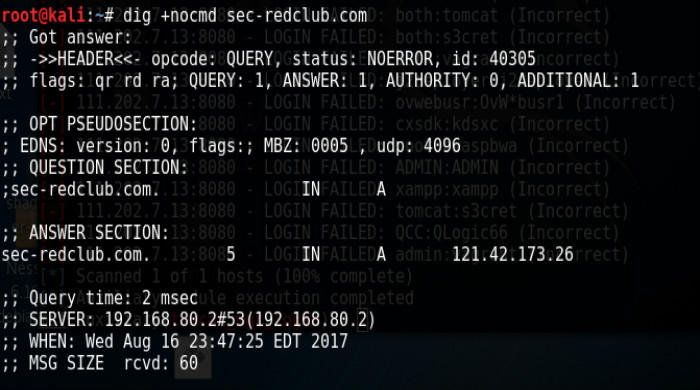 root@kali:~# dig +nocmd sec-redclub.com
;; Got answer:
;; ->>HEADER<<- opcode: QUERY, status: NOERROR, id: 40305
;; flags: qr rd ra; QUERY: 1, ANSWER: 1, AUTHORITY: 0, ADDITIONAL: 1
;; OPT PSEUDOSECTION:
; EDNS: version: 0, flags:; MBZ: 0005 , udp: 4096
;; QUESTION SECTION:
;sec-redclub.com. IN A
;; ANSWER SECTION:
sec-redclub.com. 5 IN A 121.42.173.26
;; Query time: 2 msec
;; SERVER: 192.168.80.2#53(192.168.80.2)
;; WHEN: Wed Aug 16 23:47:25 EDT 2017
;; MSG SIZE rcvd: 60